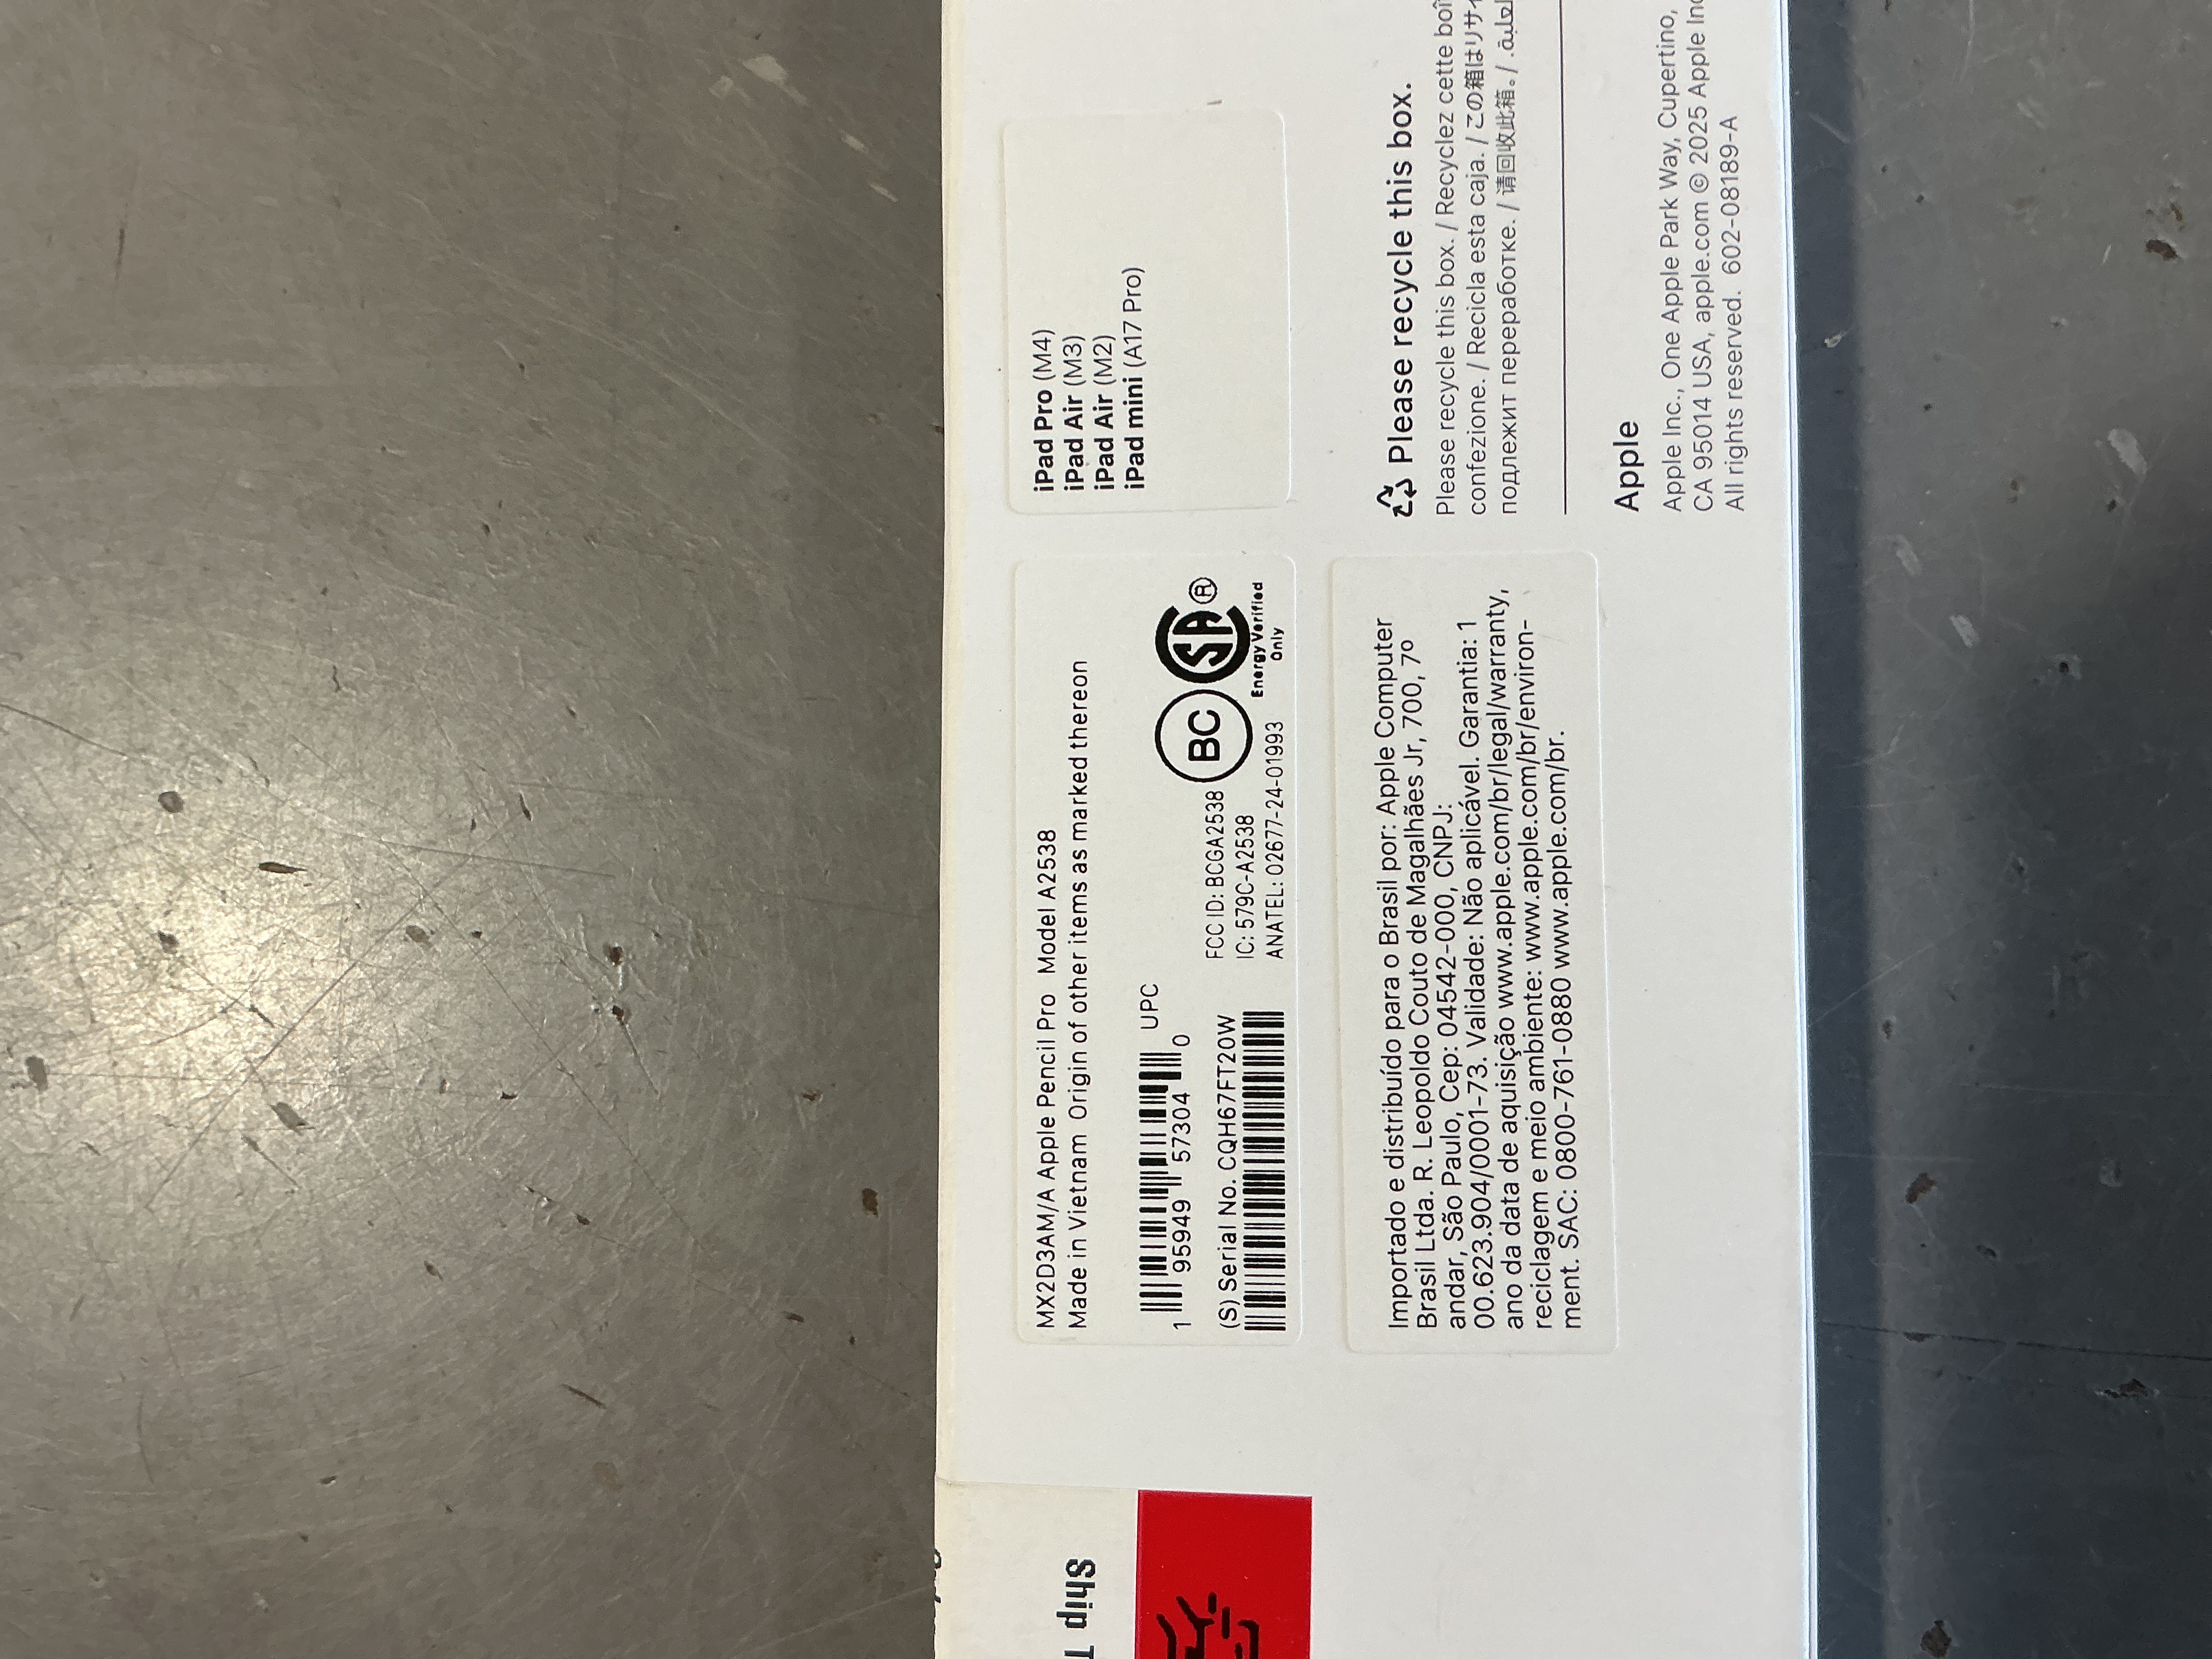 MX2D3AM/A Apple Pencil Pro Model A2538
Made in Vietnam Origin of other items as marked thereon
UPC
1 95949 57304 0
(S) Serial No. CQH67FT20W
FCC ID: BCGA2538
IC: 579C-A2538
ANATEL: 02677-24-01993
BC
SA ®
Energy Verified
Only
iPad Pro (M4)
iPad Air (M3)
iPad Air (M2)
iPad mini (A17 Pro)
Importado e distribuído para o Brasil por: Apple Computer
Brasil Ltda. R. Leopoldo Couto de Magalhães Jr, 700, 7º
andar, São Paulo, Cep: 04542-000, CNPJ:
00.623.904/0001-73. Validade: Não aplicável. Garantia: 1
ano da data de aquisição www.apple.com/br/legal/warranty,
reciclagem e meio ambiente: www.apple.com/br/environ-
ment. SAC: 0800-761-0880 www.apple.com/br.
Please recycle this box.
Please recycle this box. / Recyclez cette
confezione. / Recicla esta caja. / この箱はリサイ
подлежит переработке. / 请回收此箱。/
Apple
Apple Inc., One Apple Park Way, Cupertino,
CA 95014 USA, apple.com © 2025 Apple Inc
All rights reserved. 602-08189-A
Ship